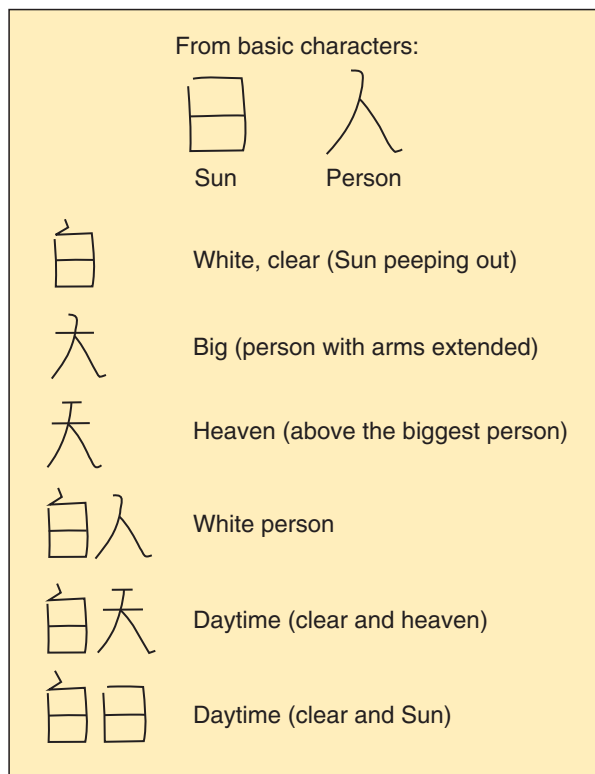 From basic characters:
日 人
Sun Person
白 White, clear (Sun peeping out)
大 Big (person with arms extended)
天 Heaven (above the biggest person)
白人 White person
白天 Daytime (clear and heaven)
白日 Daytime (clear and Sun)